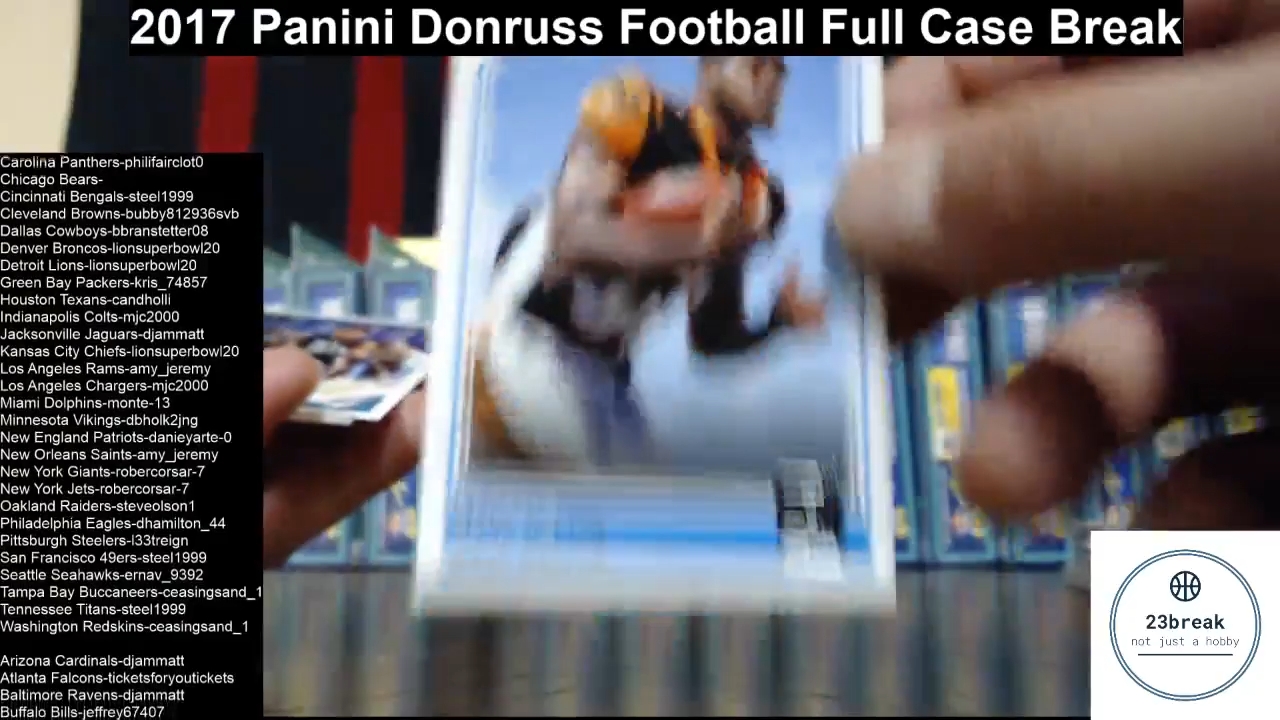 2017 Panini Donruss Football Full Case Break
Carolina Panthers-philifairclot0
Chicago Bears-
Cincinnati Bengals-steel1999
Cleveland Browns-bubby812936svb
Dallas Cowboys-bbranstetter08
Denver Broncos-lionsuperbowl20
Detroit Lions-lionsuperbowl20
Green Bay Packers-kris_74857
Houston Texans-candholli
Indianapolis Colts-mjc2000
Jacksonville Jaguars-djammatt
Kansas City Chiefs-lionsuperbowl20
Los Angeles Rams-amy_jeremy
Los Angeles Chargers-mjc2000
Miami Dolphins-monte-13
Minnesota Vikings-dbholk2jng
New England Patriots-danieyarte-0
New Orleans Saints-amy_jeremy
New York Giants-robercorsar-7
New York Jets-robercorsar-7
Oakland Raiders-steveolson1
Philadelphia Eagles-dhamilton_44
Pittsburgh Steelers-l33treign
San Francisco 49ers-steel1999
Seattle Seahawks-ernav_9392
Tampa Bay Buccaneers-ceasingsand_1
Tennessee Titans-steel1999
Washington Redskins-ceasingsand_1
Arizona Cardinals-djammatt
Atlanta Falcons-ticketsforyoutickets
Baltimore Ravens-djammatt
Buffalo Bills-jeffrey67407
23break
not just a hobby